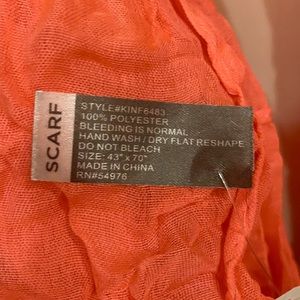 SCARF
STYLE#KINF6483
100% POLYESTER
BLEEDING IS NORMAL
HAND WASH / DRY FLAT RESHAPE
DO NOT BLEACH
SIZE: 43" x 70"
MADE IN CHINA
RN#54976